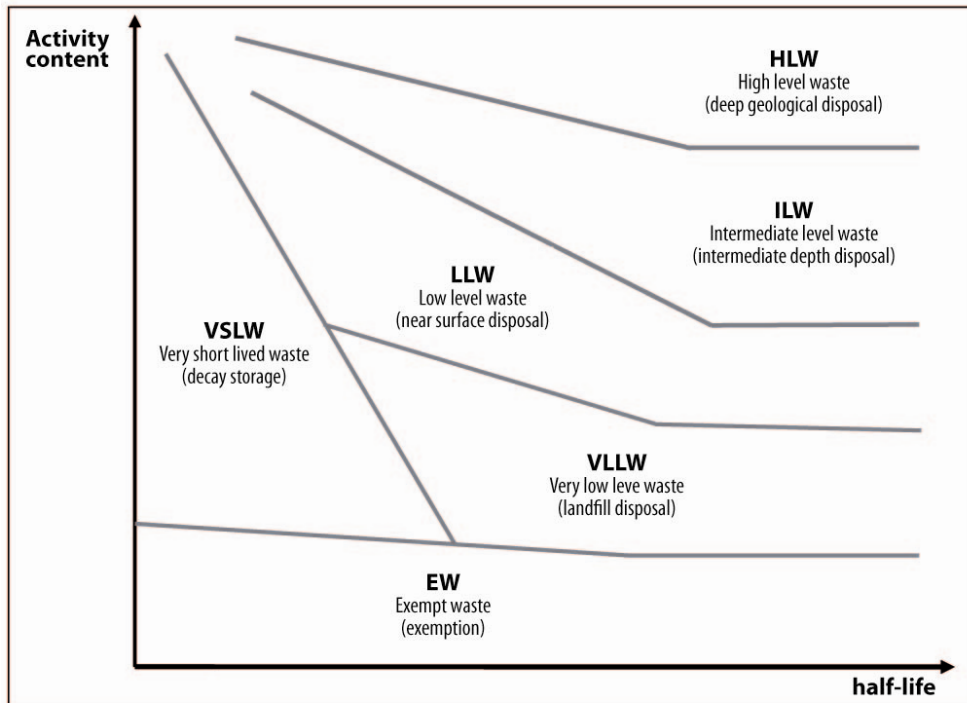 Activity
content
HLW
High level waste
(deep geological disposal)
ILW
Intermediate level waste
(intermediate depth disposal)
LLW
Low level waste
(near surface disposal)
VSLW
Very short lived waste
(decay storage)
VLLW
Very low leve waste
(landfill disposal)
EW
Exempt waste
(exemption)
half-life